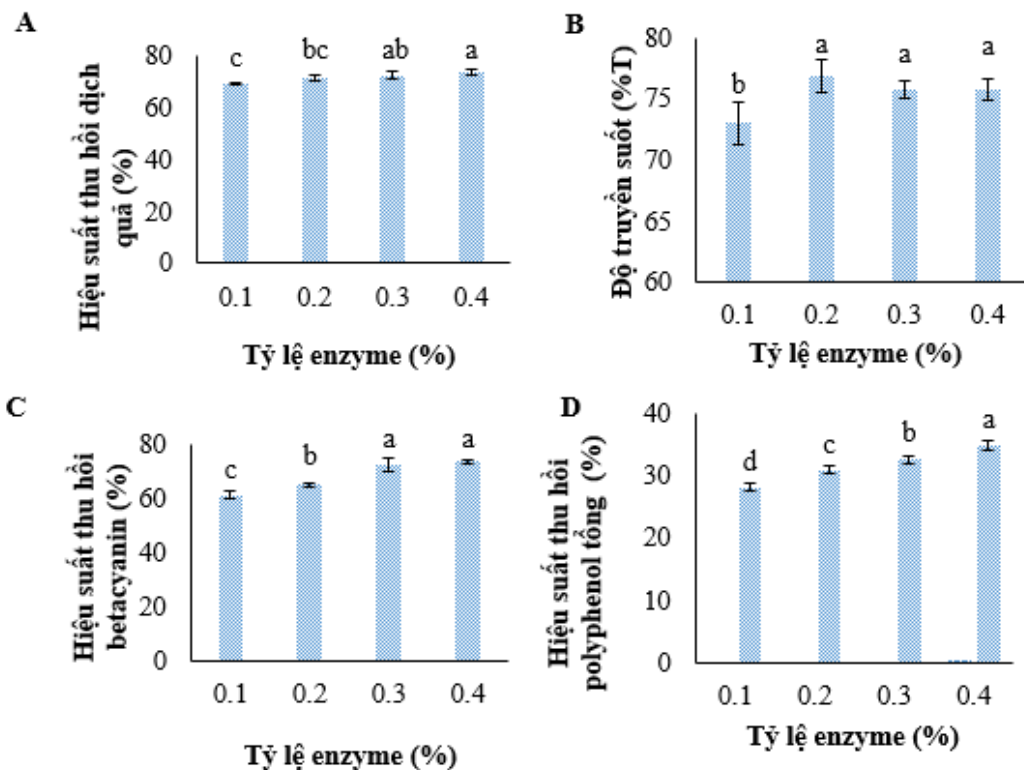 A
Hiệu suất thu hồi dịch
quả (%)
80
60
40
20
0
c
bc
ab
a
0.1
0.2
0.3
0.4
Tỷ lệ enzyme (%)
B
Độ truyền suốt (%T)
80
75
70
65
60
b
a
a
a
0.1
0.2
0.3
0.4
Tỷ lệ enzyme (%)
C
Hiệu suất thu hồi
betacyanin (%)
80
60
40
20
0
c
b
a
a
0.1
0.2
0.3
0.4
Tỷ lệ enzyme (%)
D
Hiệu suất thu hồi
polyphenol tổng (%)
40
30
20
10
0
d
c
b
a
0.1
0.2
0.3
0.4
Tỷ lệ enzyme (%)